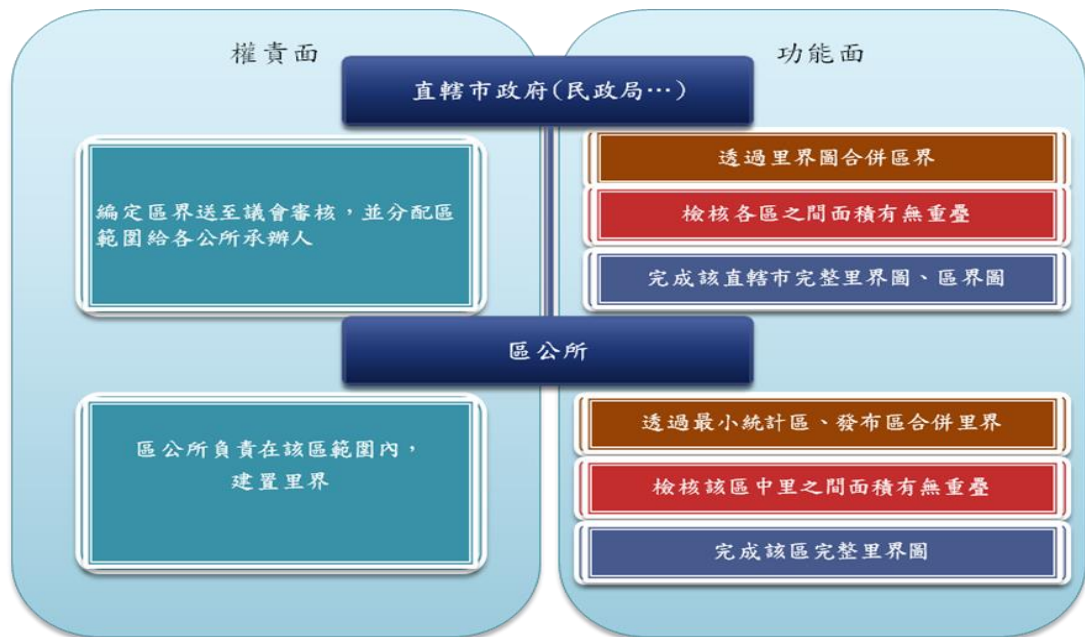 權責面
功能面
直轄市政府(民政局…)
編定區界送至議會審核，並分配區
範圍給各公所承辦人
透過里界圖合併區界
檢核各區之間面積有無重疊
完成該直轄市完整里界圖、區界圖
區公所
區公所負責在該區範圍內，
建置里界
透過最小統計區、發布區合併里界
檢核該區中里之間面積有無重疊
完成該區完整里界圖